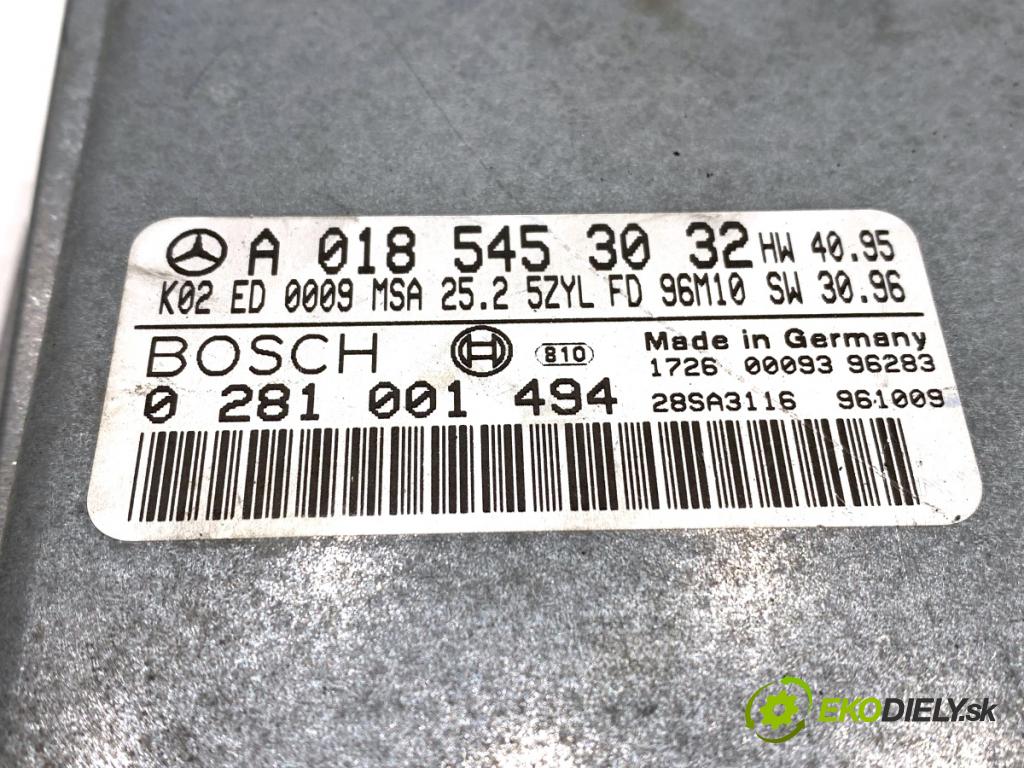 A 018 545 30 32 HW 40.95
K02 ED 0009 MSA 25.2 5ZYL FD 96M10 SW 30.96
BOSCH 810 Made in Germany
1726 00093 96283
0 281 001 494 28SA3116 961009
EKODIELY.sk